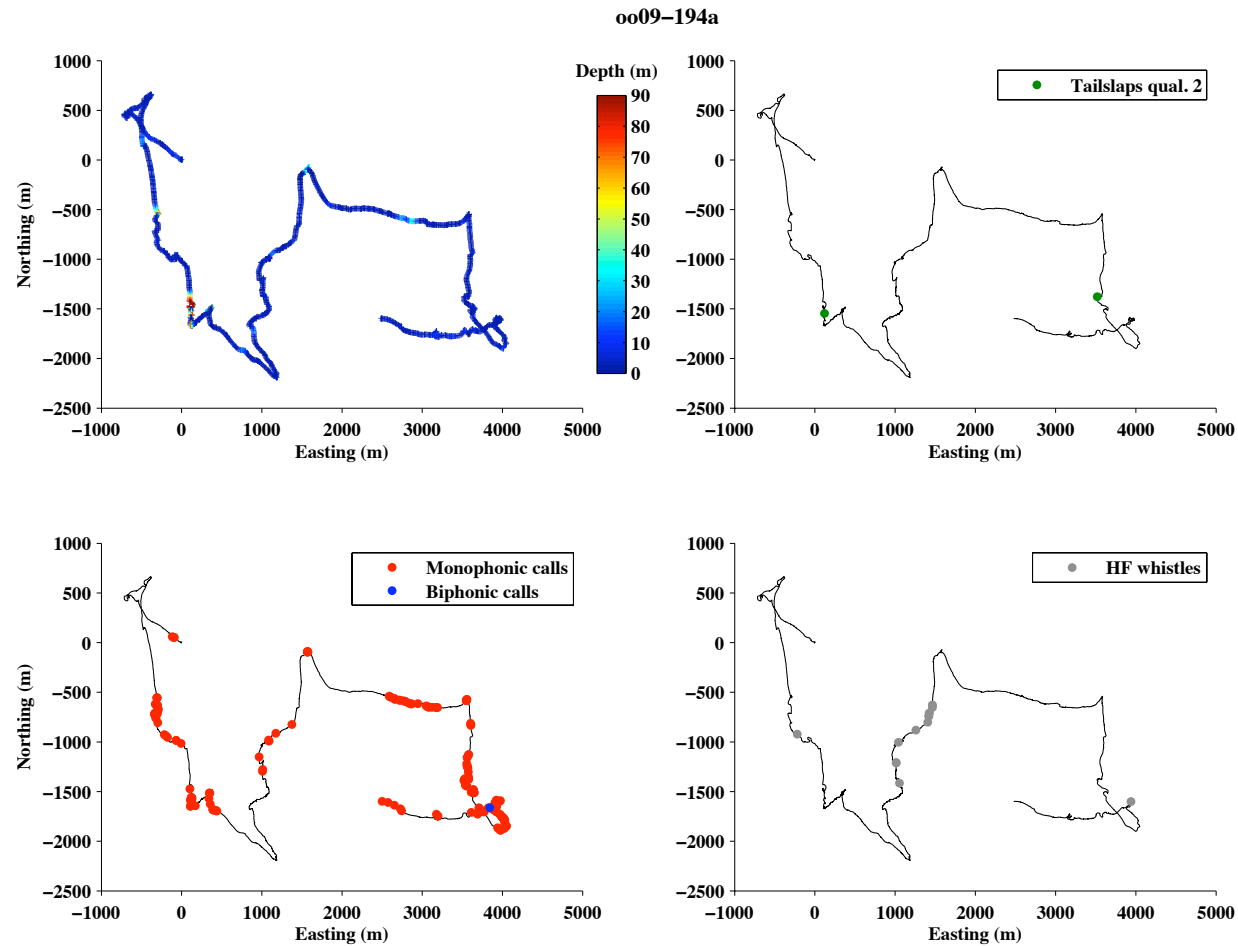 oo09−194a
1000
500
0
−500
−1000
−1500
−2000
−2500
Northing (m)
−1000 0 1000 2000 3000 4000 5000
Easting (m)
Depth (m)
90
80
70
60
50
40
30
20
10
0
1000
500
0
−500
−1000
−1500
−2000
−2500
−1000 0 1000 2000 3000 4000 5000
Easting (m)
Tailslaps qual. 2
1000
500
0
−500
−1000
−1500
−2000
−2500
Northing (m)
−1000 0 1000 2000 3000 4000 5000
Easting (m)
Monophonic calls
Biphonic calls
1000
500
0
−500
−1000
−1500
−2000
−2500
−1000 0 1000 2000 3000 4000 5000
Easting (m)
HF whistles